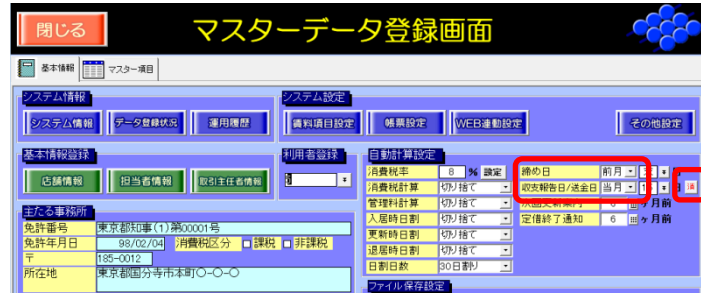 閉じる
マスターデータ登録画面
基本情報 マスター項目
システム情報
システム設定
システム情報 データ登録状況 運用履歴 賃料項目設定 帳票設定 WEB連動設定 その他設定
基本情報登録
利用者登録
自動計算設定
店舗情報 担当者情報 取引主任者情報
消費税率 8 % 設定
締め日 前月
消費税計算 切り捨て
収支報告日/送金日 当月 日
管理料計算 切り捨て
ヶ月前
入居時日割 切り捨て
定借終了通知 6 ヶ月前
更新時日割 切り捨て
退居時日割 切り捨て
日割日数 30日割り
主たる事務所
免許番号 東京都知事(1)第00001号
免許年月日 98/02/04 消費税区分 課税 非課税
〒 185-0012
所在地 東京都国分寺市本町〇-〇-〇
ファイル保存設定